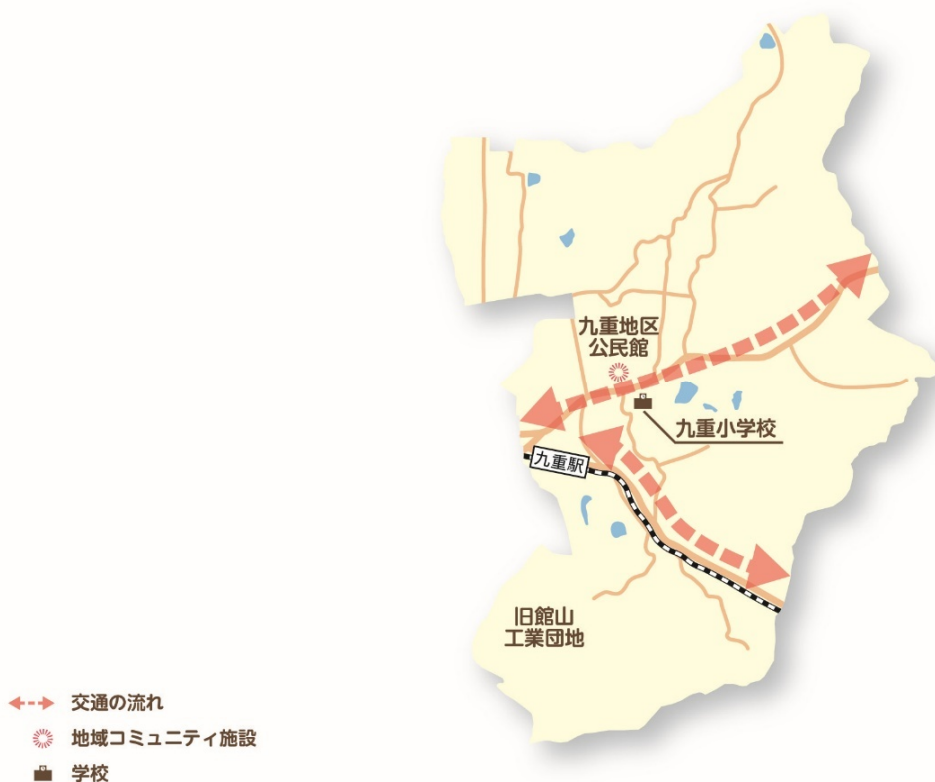 九重地区
公民館
九重小学校
九重駅
旧館山
工業団地
交通の流れ
地域コミュニティ施設
学校